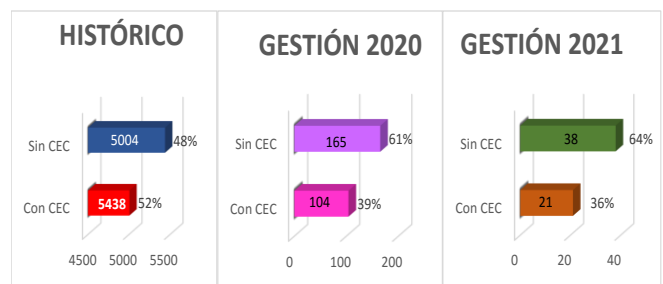 HISTÓRICO
Sin CEC
5004
48%
Con CEC
5438
52%
4500 5000 5500
GESTIÓN 2020
Sin CEC
165
61%
Con CEC
104
39%
0 100 200
GESTIÓN 2021
Sin CEC
38
64%
Con CEC
21
36%
0 20 40